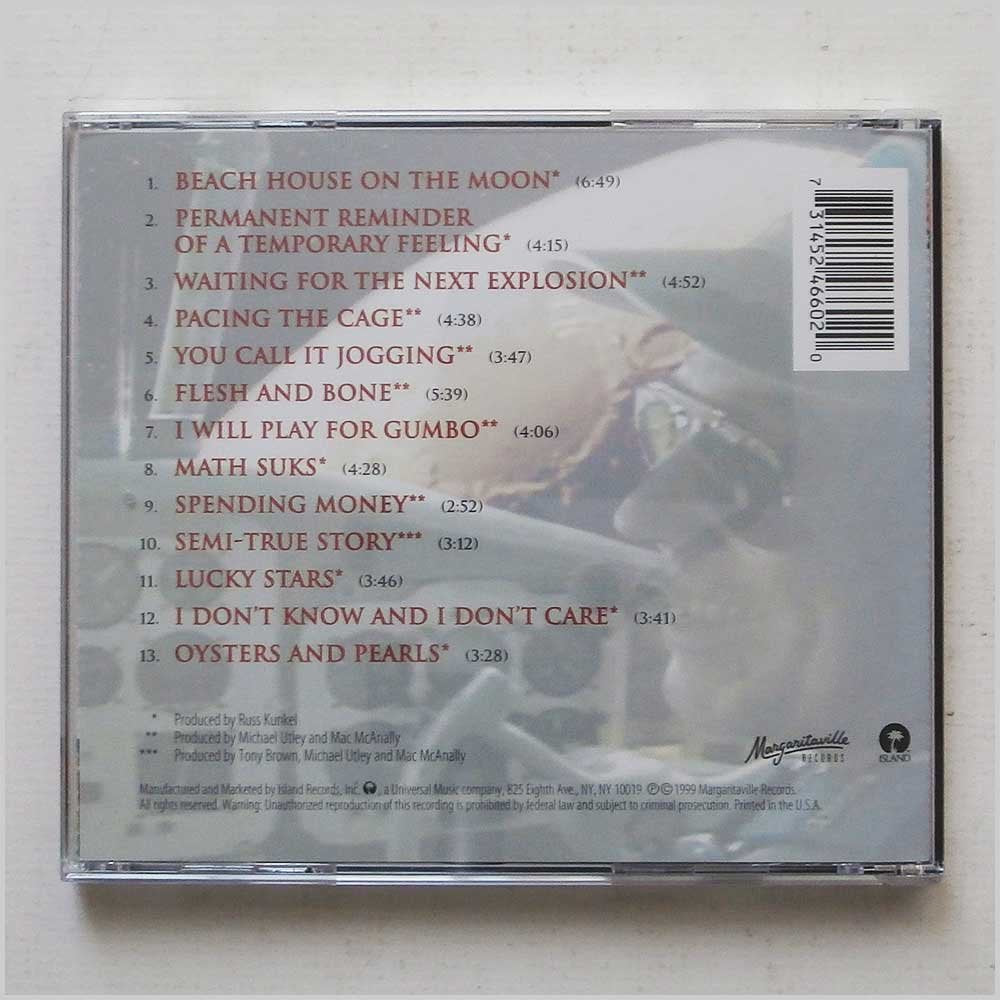 1. BEACH HOUSE ON THE MOON* (6:49)
2. PERMANENT REMINDER
OF A TEMPORARY FEELING* (4:15)
3. WAITING FOR THE NEXT EXPLOSION** (4:52)
4. PACING THE CAGE** (4:38)
5. YOU CALL IT JOGGING** (3:47)
6. FLESH AND BONE** (5:39)
7. I WILL PLAY FOR GUMBO** (4:06)
8. MATH SUKS* (4:28)
9. SPENDING MONEY** (2:52)
10. SEMI-TRUE STORY*** (3:12)
11. LUCKY STARS* (3:46)
12. I DON'T KNOW AND I DON'T CARE* (3:41)
13. OYSTERS AND PEARLS* (3:28)
7 31452 46602 0
* Produced by Russ Kunkel
** Produced by Michael Utley and Mac McAnally
*** Produced by Tony Brown, Michael Utley and Mac McAnally
Margaritaville
RECORDS
ISLAND
Manufactured and Marketed by Island Records, Inc. , a Universal Music company, 825 Eighth Ave., NY, NY 10019 ℗©1999 Margaritaville Records.
All rights reserved. Warning: Unauthorized reproduction of this recording is prohibited by federal law and subject to criminal prosecution. Printed in the U.S.A.